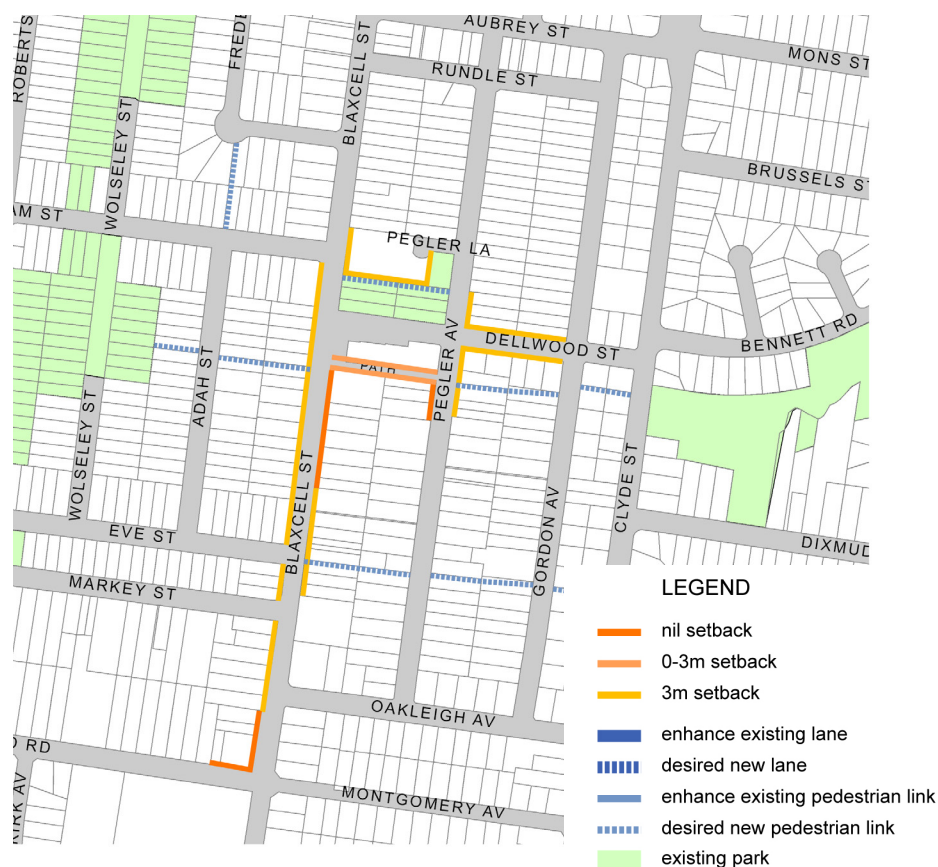 AUBREY ST
MONS ST
RUNDLE ST
ROBERTS
FREDE
BLAXCELL ST
WOLSELEY ST
BRUSSELS ST
AM ST
PEGLER LA
DELLWOOD ST
BENNETT RD
PEGLER AV
PATH
ADAH ST
WOLSELEY ST
BLAXCELL ST
GORDON AV
CLYDE ST
EVE ST
DIXMUD
MARKEY ST
OAKLEIGH AV
RD
KIRK AV
MONTGOMERY AV
LEGEND
nil setback
0-3m setback
3m setback
enhance existing lane
desired new lane
enhance existing pedestrian link
desired new pedestrian link
existing park